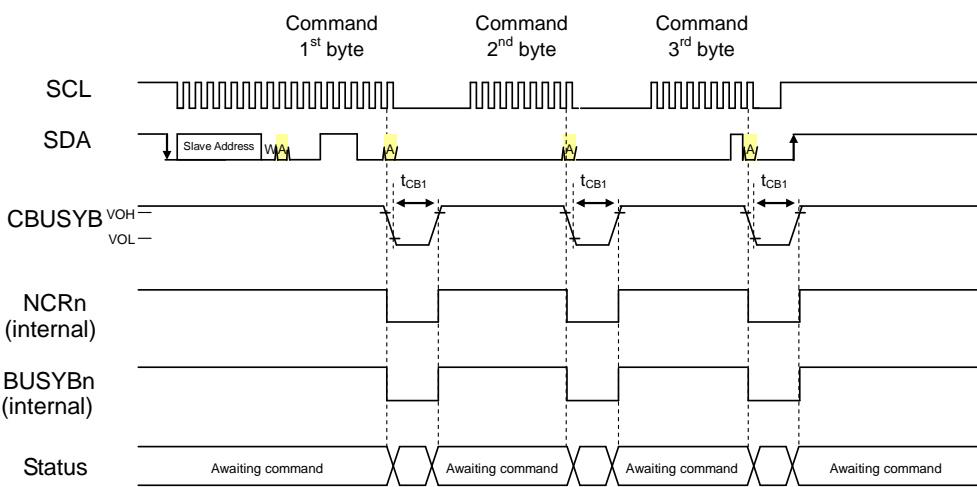 Command
1st byte
Command
2nd byte
Command
3rd byte
SCL
SDA
Slave Address
W
A
A
A
A
tCB1
tCB1
tCB1
CBUSYB
VOH
VOL
NCRn
(internal)
BUSYBn
(internal)
Status
Awaiting command
Awaiting command
Awaiting command
Awaiting command